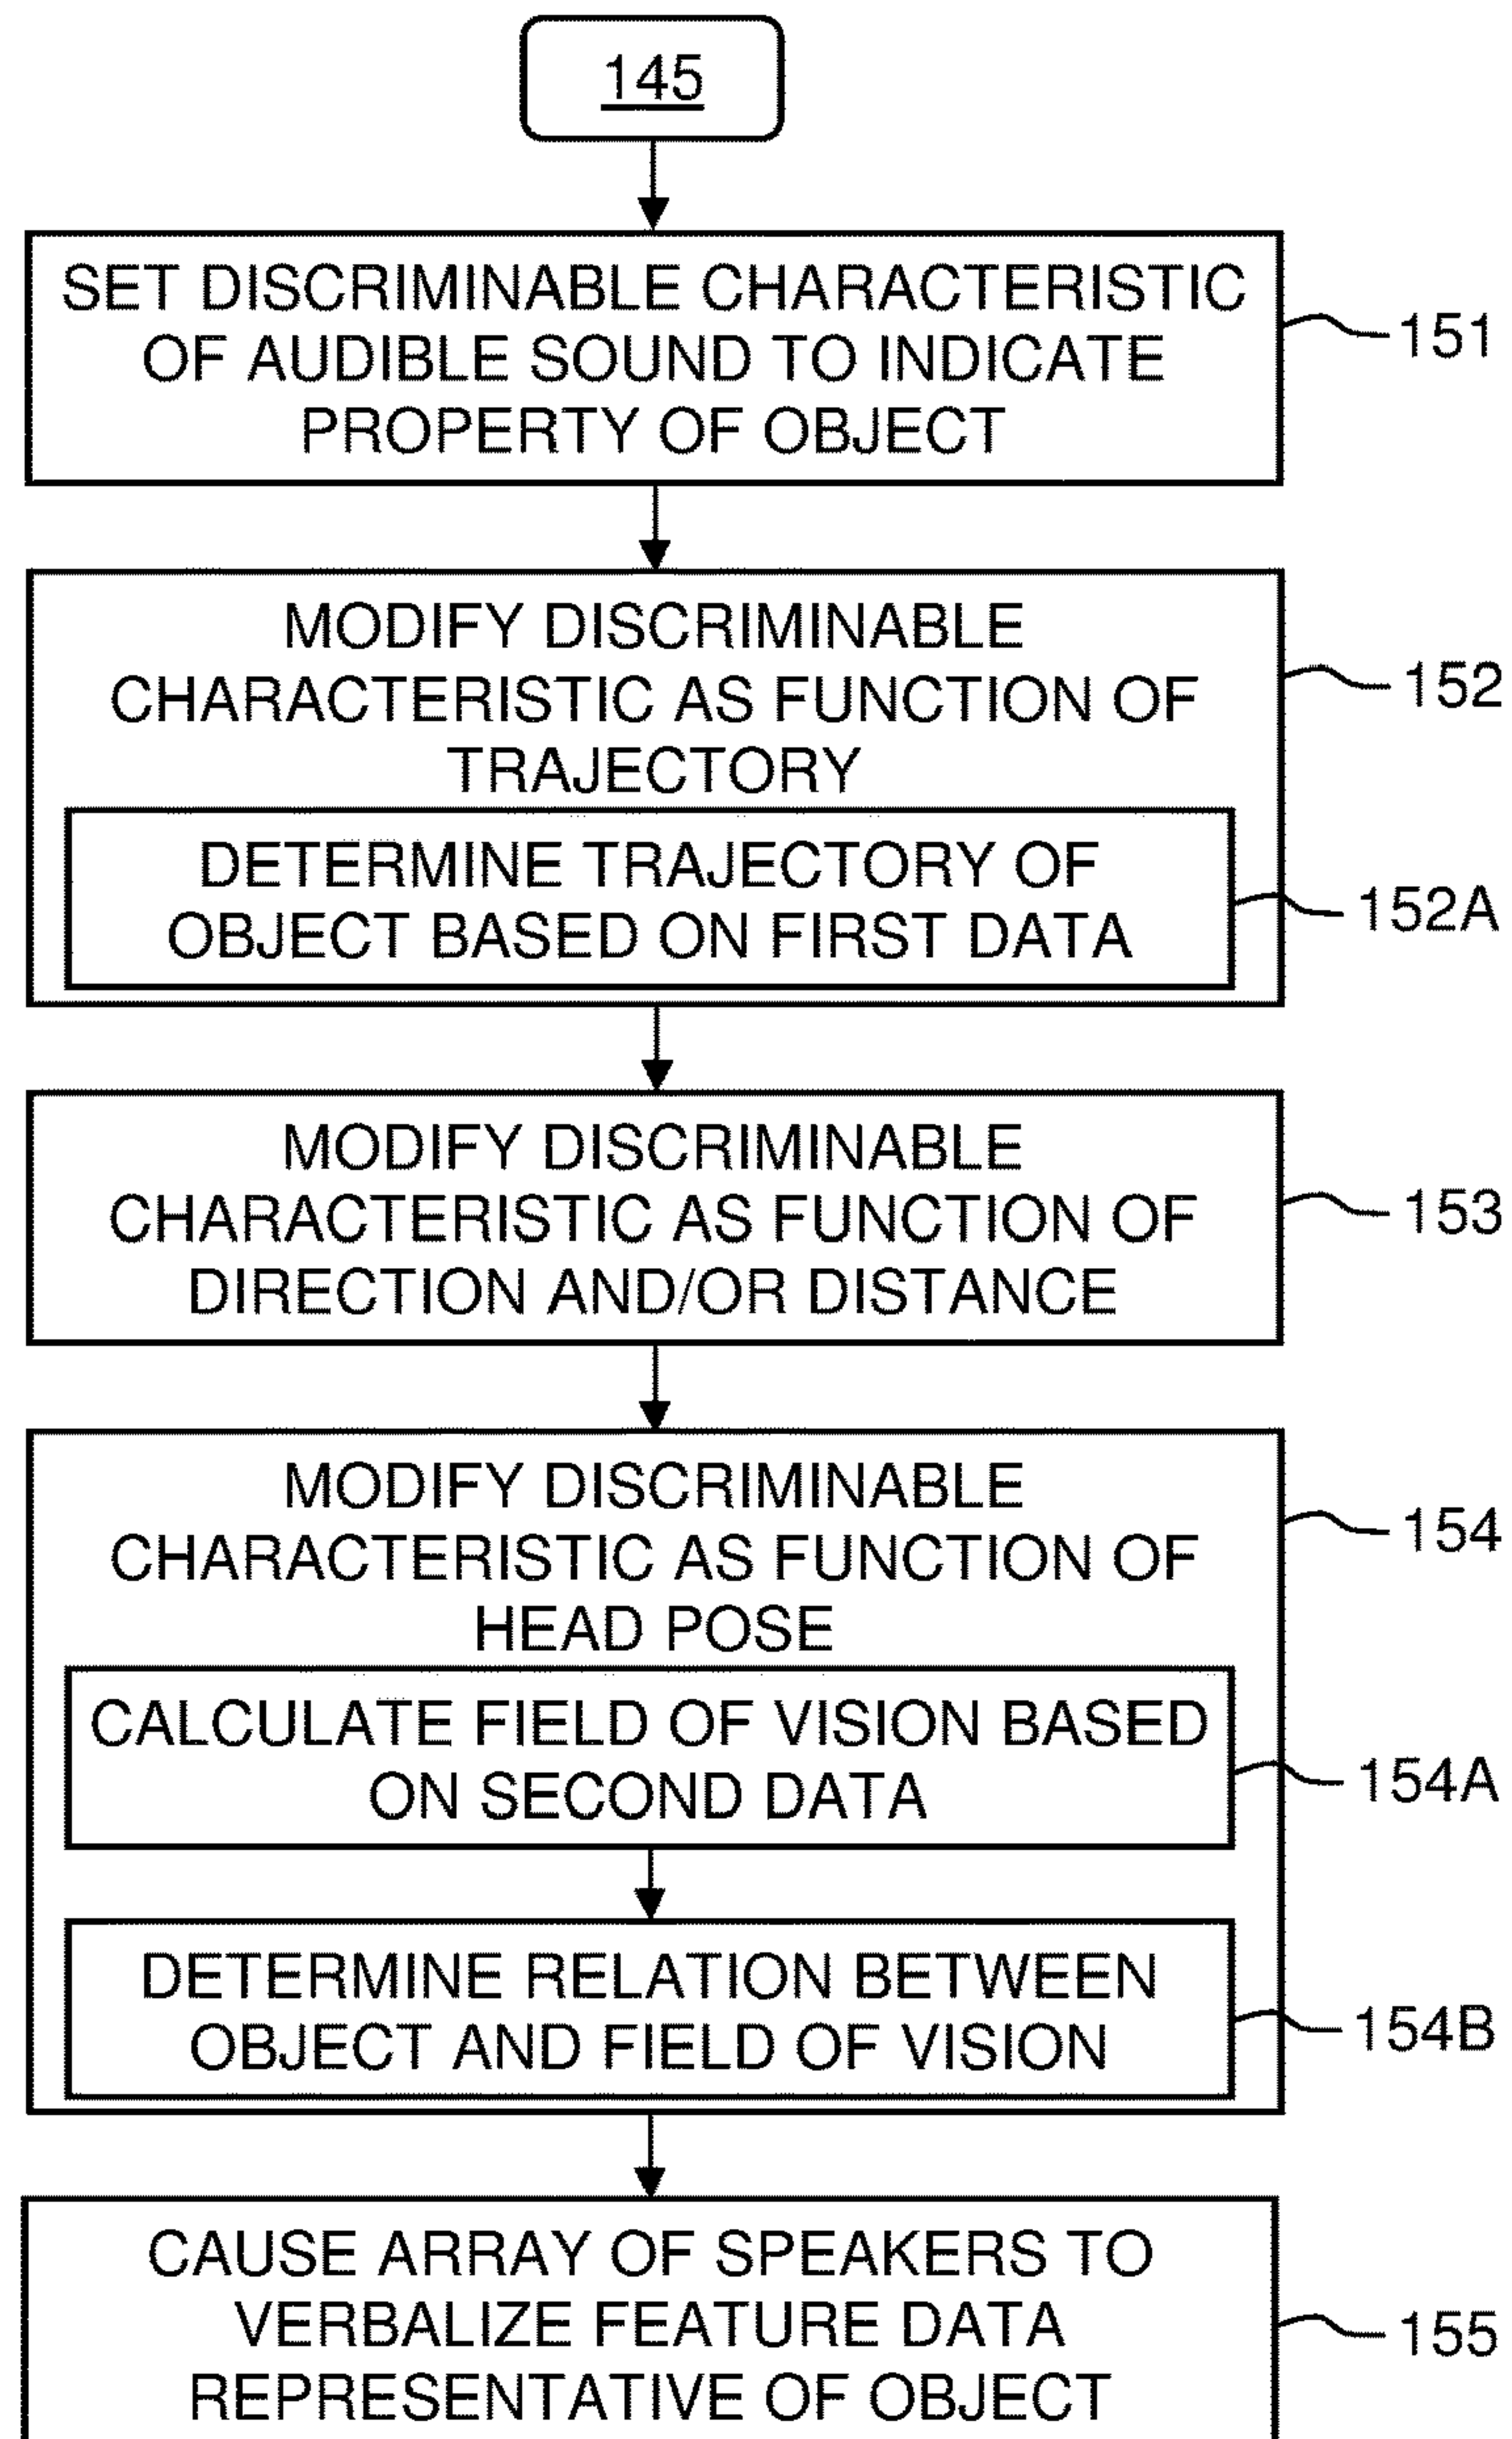 145
SET DISCRIMINABLE CHARACTERISTIC
OF AUDIBLE SOUND TO INDICATE
PROPERTY OF OBJECT
151
MODIFY DISCRIMINABLE
CHARACTERISTIC AS FUNCTION OF
TRAJECTORY
152
DETERMINE TRAJECTORY OF
OBJECT BASED ON FIRST DATA
152A
MODIFY DISCRIMINABLE
CHARACTERISTIC AS FUNCTION OF
DIRECTION AND/OR DISTANCE
153
MODIFY DISCRIMINABLE
CHARACTERISTIC AS FUNCTION OF
HEAD POSE
154
CALCULATE FIELD OF VISION BASED
ON SECOND DATA
154A
DETERMINE RELATION BETWEEN
OBJECT AND FIELD OF VISION
154B
CAUSE ARRAY OF SPEAKERS TO
VERBALIZE FEATURE DATA
REPRESENTATIVE OF OBJECT
155